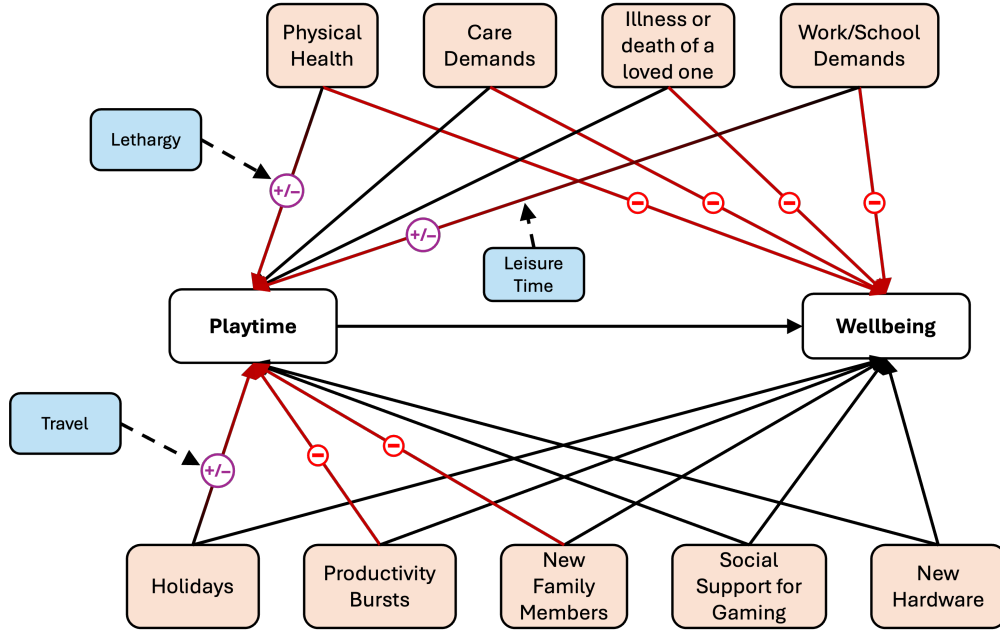 Physical
Health
Care
Demands
Illness or
death of a
loved one
Work/School
Demands
Lethargy
+/−
+/−
Leisure
Time
Playtime
Wellbeing
Travel
+/−
Holidays
Productivity
Bursts
New
Family
Members
Social
Support for
Gaming
New
Hardware